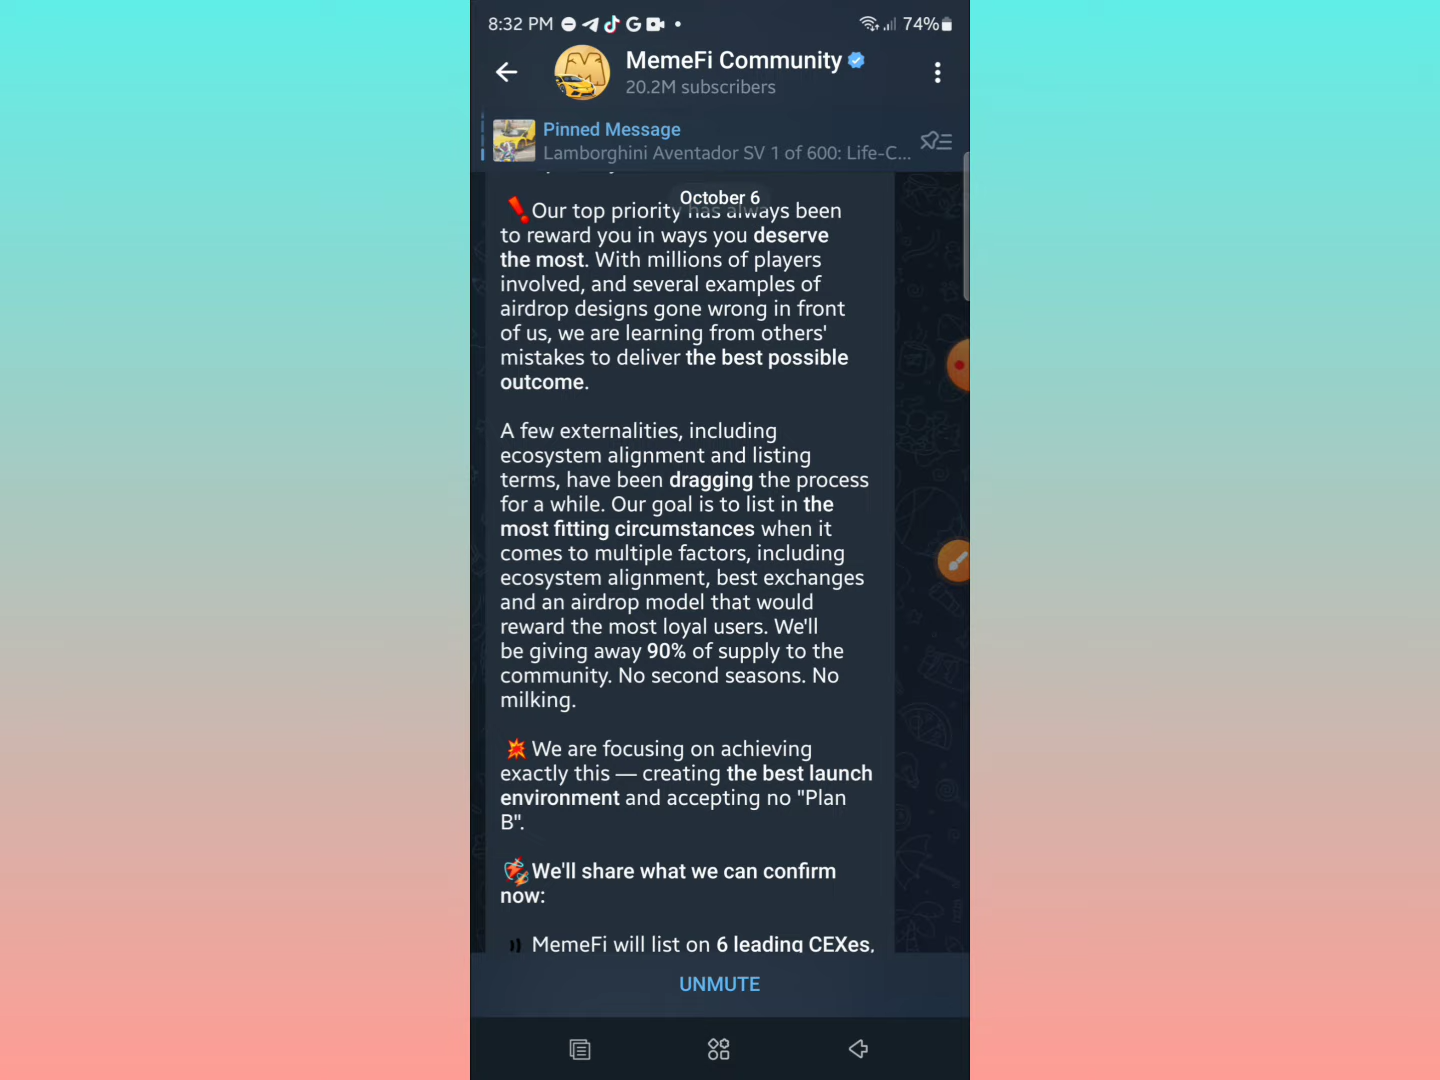 8:32 PM
74%
MemeFi Community
20.2M subscribers
Pinned Message
Lamborghini Aventador SV 1 of 600: Life-C...
October 6
Our top priority has always been
to reward you in ways you deserve
the most. With millions of players
involved, and several examples of
airdrop designs gone wrong in front
of us, we are learning from others'
mistakes to deliver the best possible
outcome.
A few externalities, including
ecosystem alignment and listing
terms, have been dragging the process
for a while. Our goal is to list in the
most fitting circumstances when it
comes to multiple factors, including
ecosystem alignment, best exchanges
and an airdrop model that would
reward the most loyal users. We'll
be giving away 90% of supply to the
community. No second seasons. No
milking.
We are focusing on achieving
exactly this — creating the best launch
environment and accepting no "Plan
B".
We'll share what we can confirm
now:
MemeFi will list on 6 leading CEXes,
UNMUTE